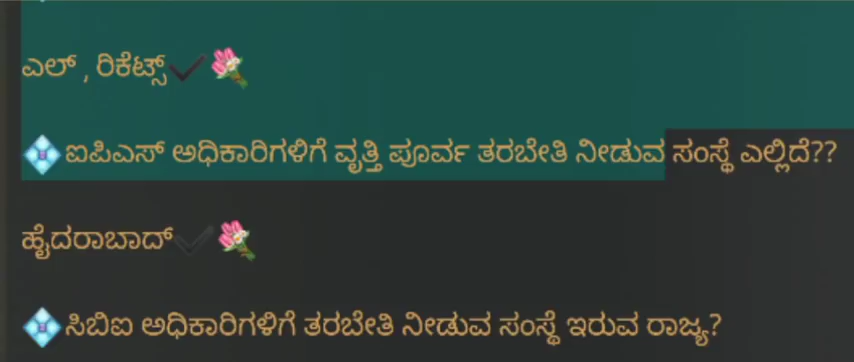 ಎಲ್ , ರಿಕೆಟ್ಸ್✔💐
💠ಐಪಿಎಸ್ ಅಧಿಕಾರಿಗಳಿಗೆ ವೃತ್ತಿ ಪೂರ್ವ ತರಬೇತಿ ನೀಡುವ ಸಂಸ್ಥೆ ಎಲ್ಲಿದೆ??
ಹೈದರಾಬಾದ್✔💐
💠ಸಿಬಿಐ ಅಧಿಕಾರಿಗಳಿಗೆ ತರಬೇತಿ ನೀಡುವ ಸಂಸ್ಥೆ ಇರುವ ರಾಜ್ಯ?